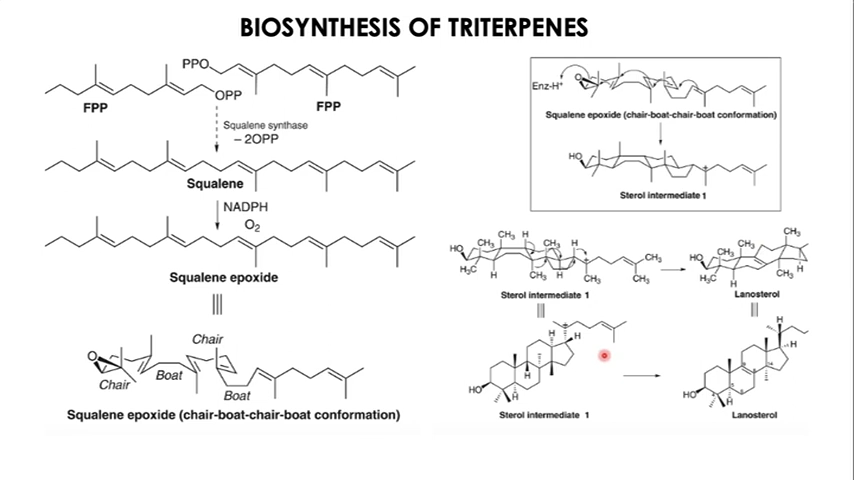 BIOSYNTHESIS OF TRITERPENES
PPO
OPP
FPP
FPP
Squalene synthase
– 2OPP
Squalene
NADPH
O2
Squalene epoxide
O
Chair
Chair
Boat
Boat
Squalene epoxide (chair-boat-chair-boat conformation)
Enz-H+
O
Squalene epoxide (chair-boat-chair-boat conformation)
HO
+
Sterol intermediate 1
HO
CH3
CH3
H
CH3
H
CH3
H3C
H
CH3
H
CH3
CH3
Sterol intermediate 1
HO
CH3
CH3
CH3
H3C
H
CH3
H
Lanosterol
+
H
H
H
HO
H
Sterol intermediate 1
H
H
HO
H
Lanosterol